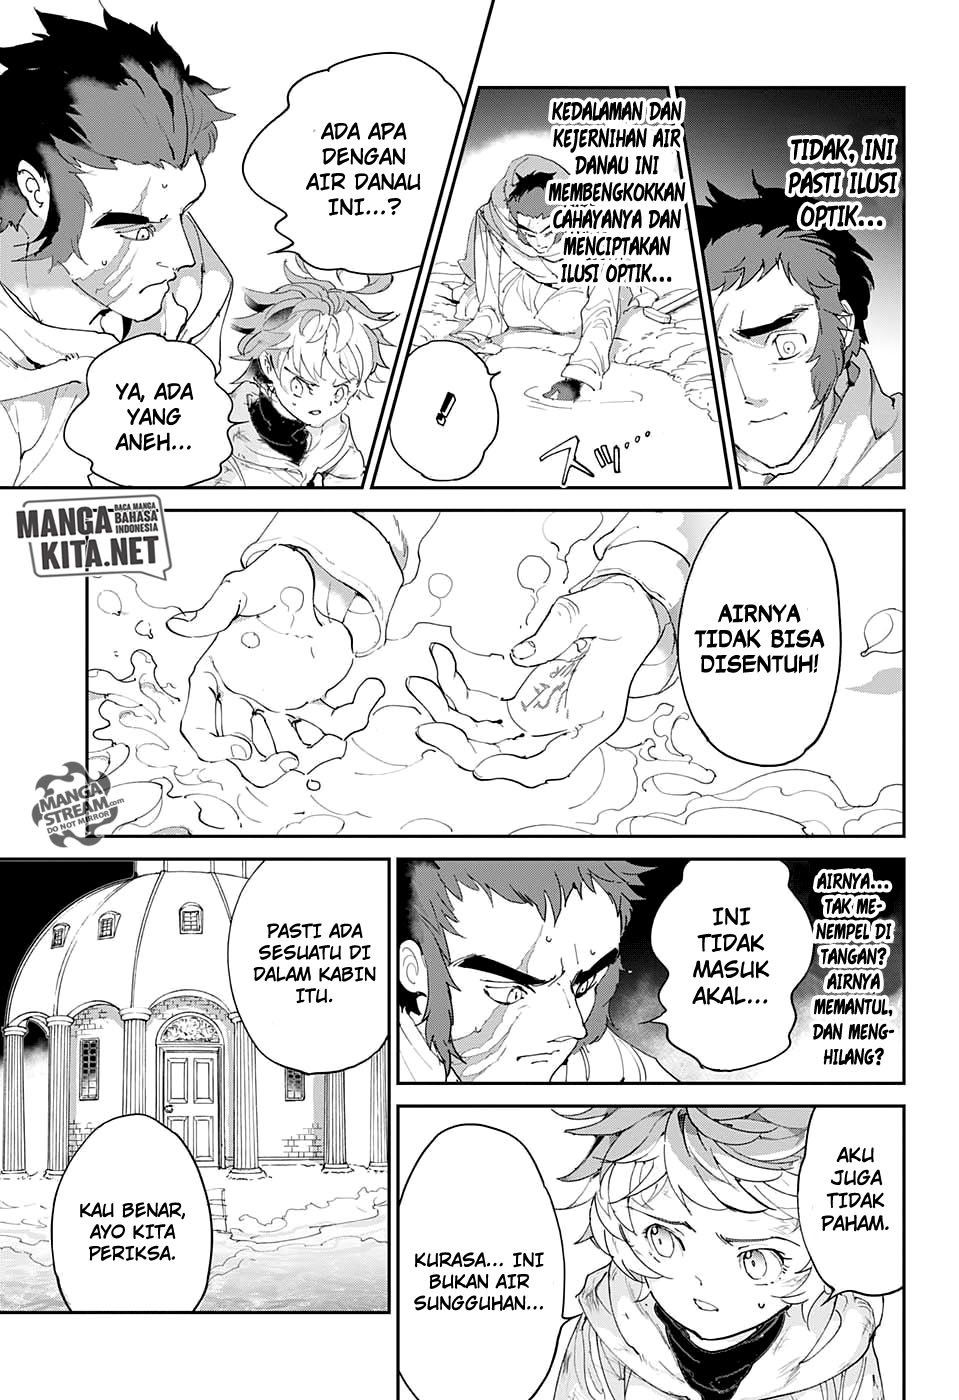 TIDAK, INI
PASTI ILUSI
OPTIK...
KEDALAMAN DAN
KEJERNIHAN AIR
DANAU INI
MEMBENGKOKKAN
CAHAYANYA DAN
MENCIPTAKAN
ILUSI OPTIK...
!
スッ…
ADA APA
DENGAN
AIR DANAU
INI...?
YA, ADA
YANG
ANEH...
MANGA
KITA.NET
BACA MANGA
BAHASA
INDONESIA
AIRNYA
TIDAK BISA
DISENTUH!
MANGA
STREAM.com
DO NOT MIRROR!
AIRNYA...
TAK ME-
NEMPEL DI
TANGAN?
AIRNYA
MEMANTUL,
DAN MENG-
HILANG?
INI
TIDAK
MASUK
AKAL...
AKU
JUGA
TIDAK
PAHAM.
KURASA... INI
BUKAN AIR
SUNGGUHAN...
PASTI ADA
SESUATU DI
DALAM KABIN
ITU.
KAU BENAR,
AYO KITA
PERIKSA.